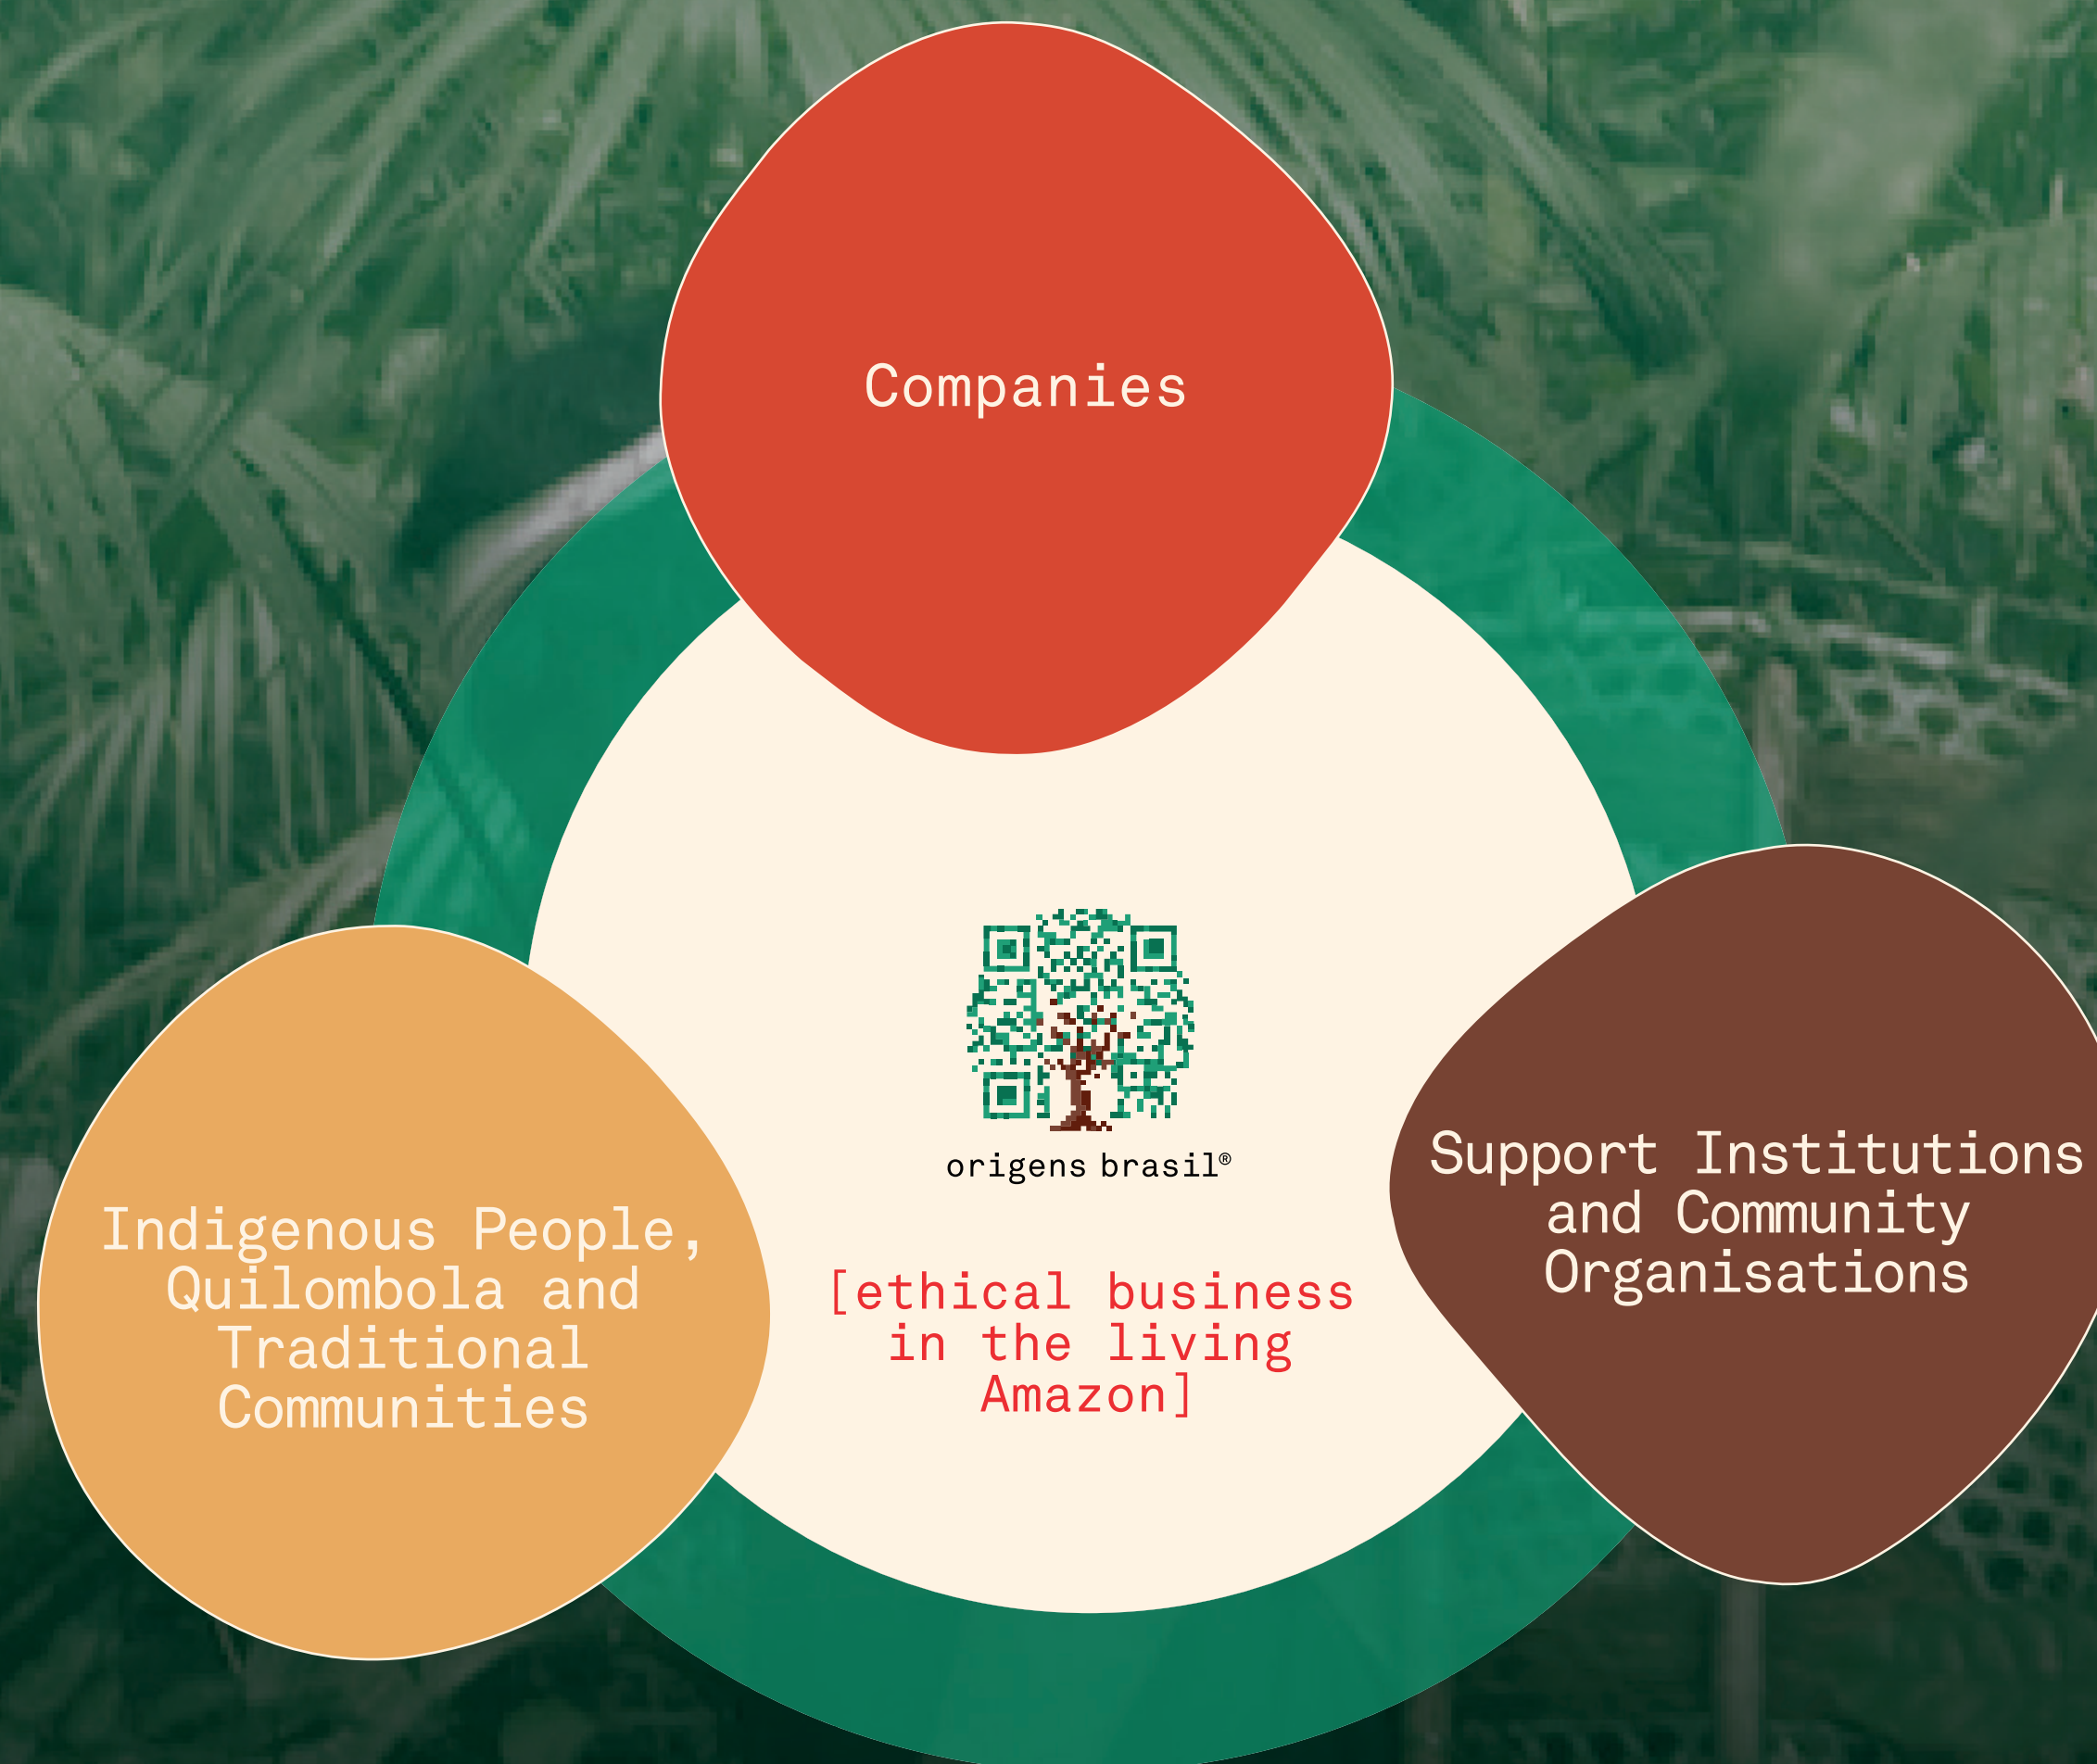 Companies
origens brasil®
[ethical business
in the living
Amazon]
Indigenous People,
Quilombola and
Traditional
Communities
Support Institutions
and Community
Organisations